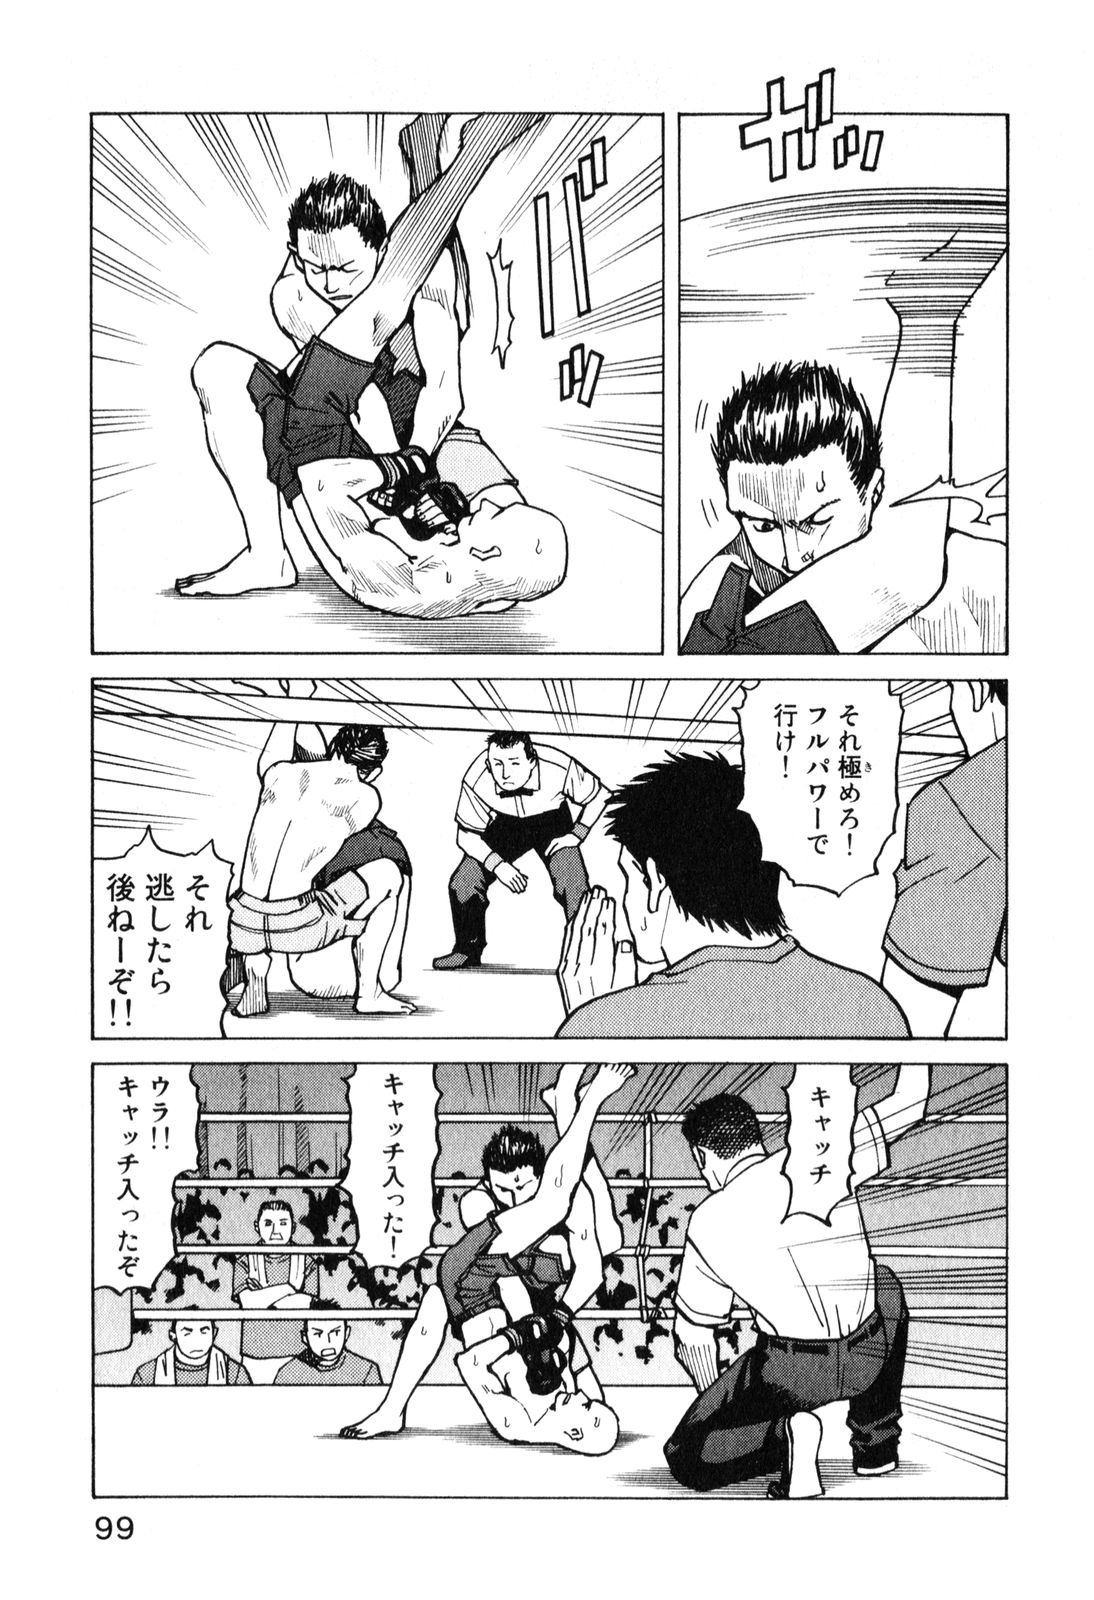 ザッ
バッ
それ極めろ！
き
フルパワーで
行け！
それ
逃したら
後ねーぞ！！
キャッチ
キャッチ入った！
ウラ！！
キャッチ入ったぞ
99